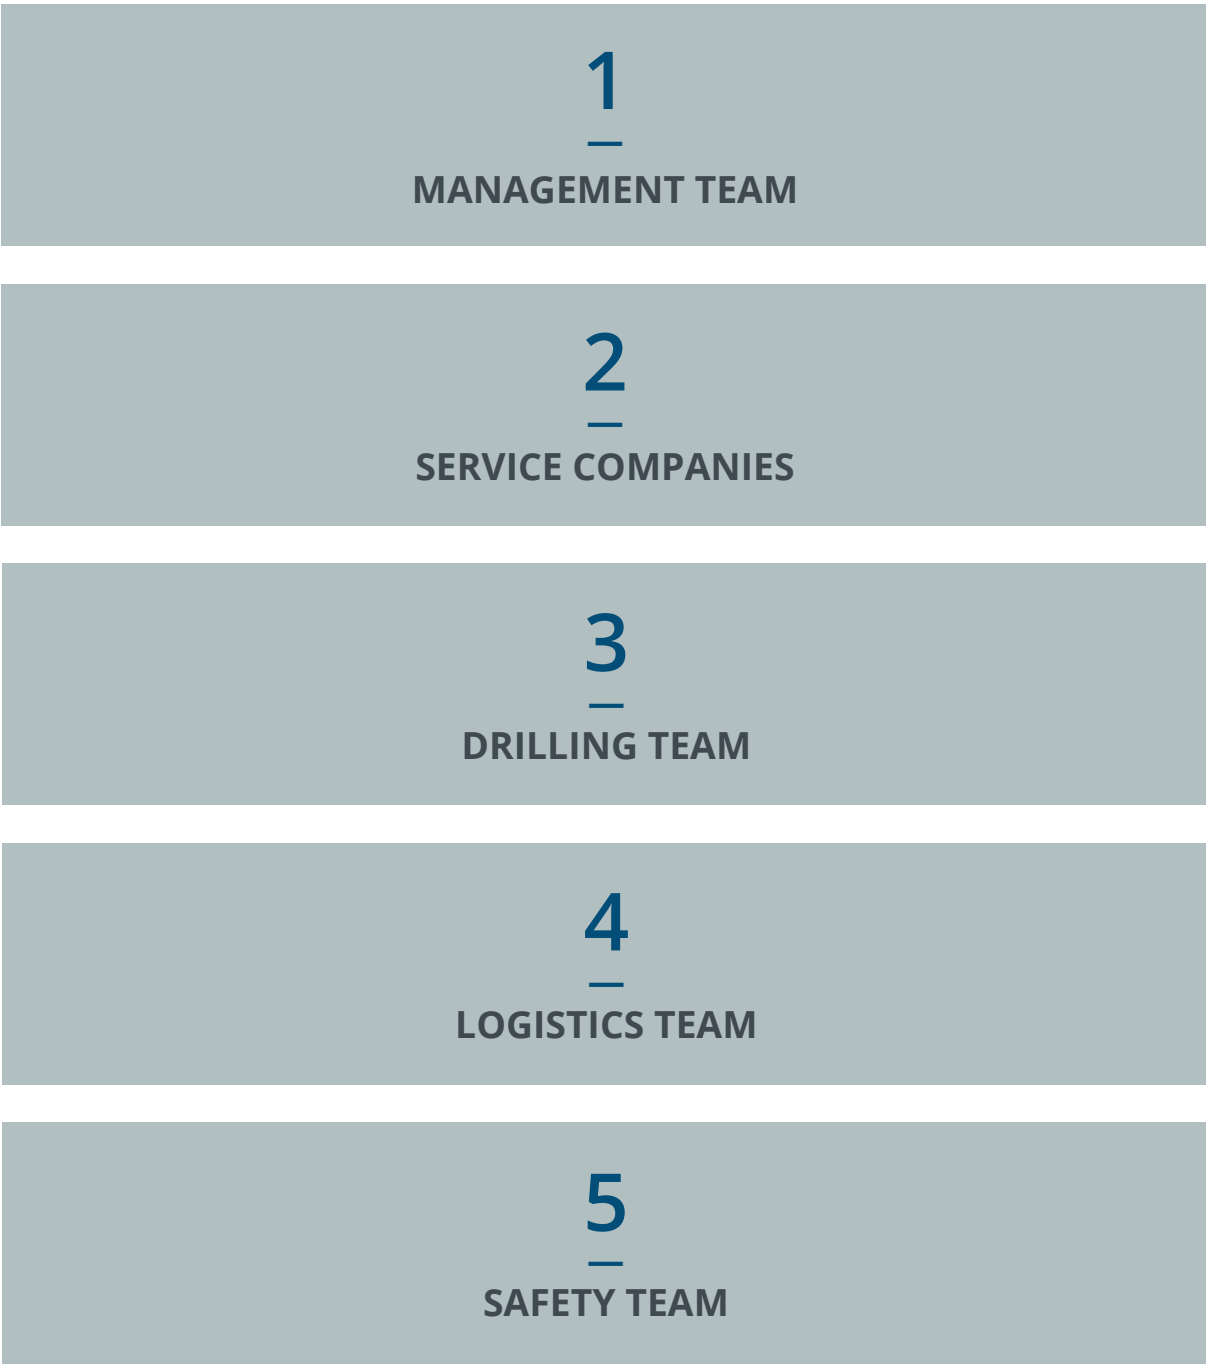 1
MANAGEMENT TEAM
2
SERVICE COMPANIES
3
DRILLING TEAM
4
LOGISTICS TEAM
5
SAFETY TEAM